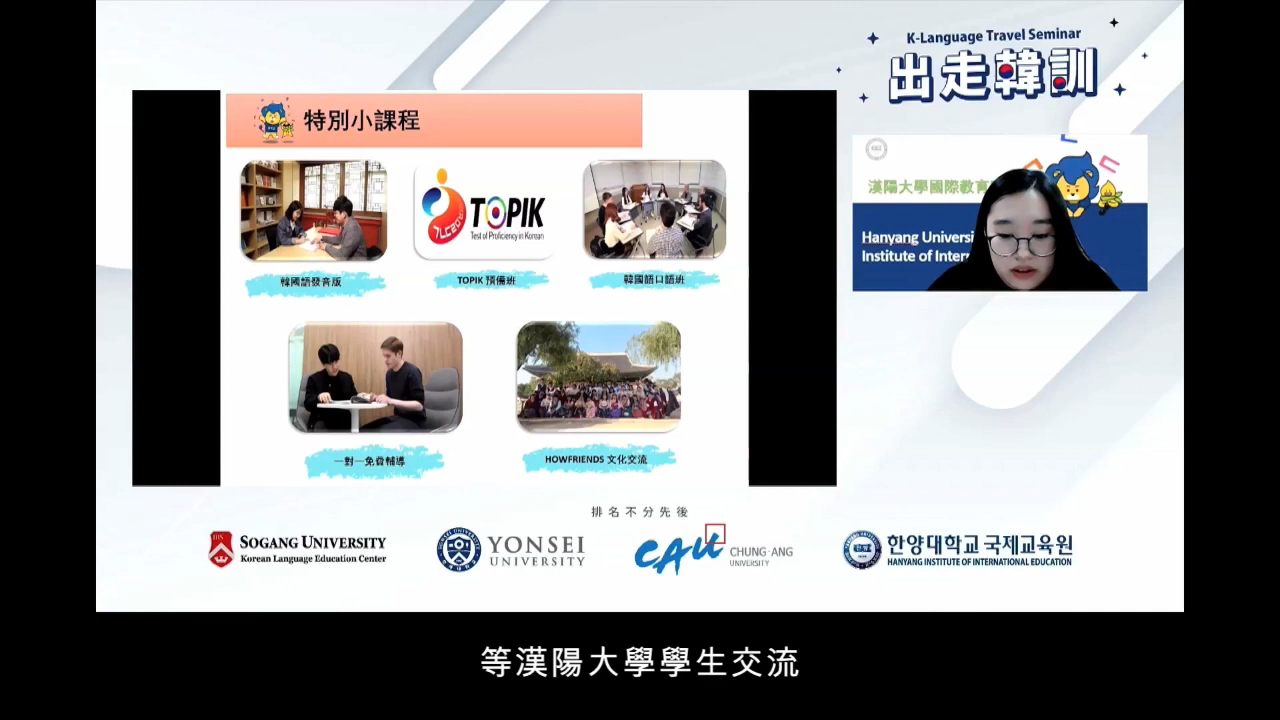 K-Language Travel Seminar
出走韓訓
特別小課程
TOPIK
Test of Proficiency in Korean
韓國語發音版
TOPIK 預備班
韓國語口語班
一對一免費輔導
HOWFRIENDS 文化交流
漢陽大學國際教育
Hanyang Universi
Institute of Inter
排名不分先後
SOGANG UNIVERSITY
Korean Language Education Center
YONSEI
UNIVERSITY
CAU
CHUNG-ANG
UNIVERSITY
한양대학교 국제교육원
HANYANG INSTITUTE OF INTERNATIONAL EDUCATION
等漢陽大學學生交流